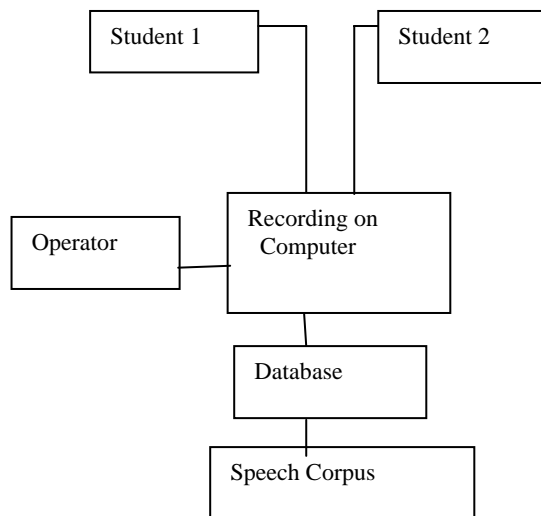 Student 1
Student 2
Recording on
Computer
Operator
Database
Speech Corpus